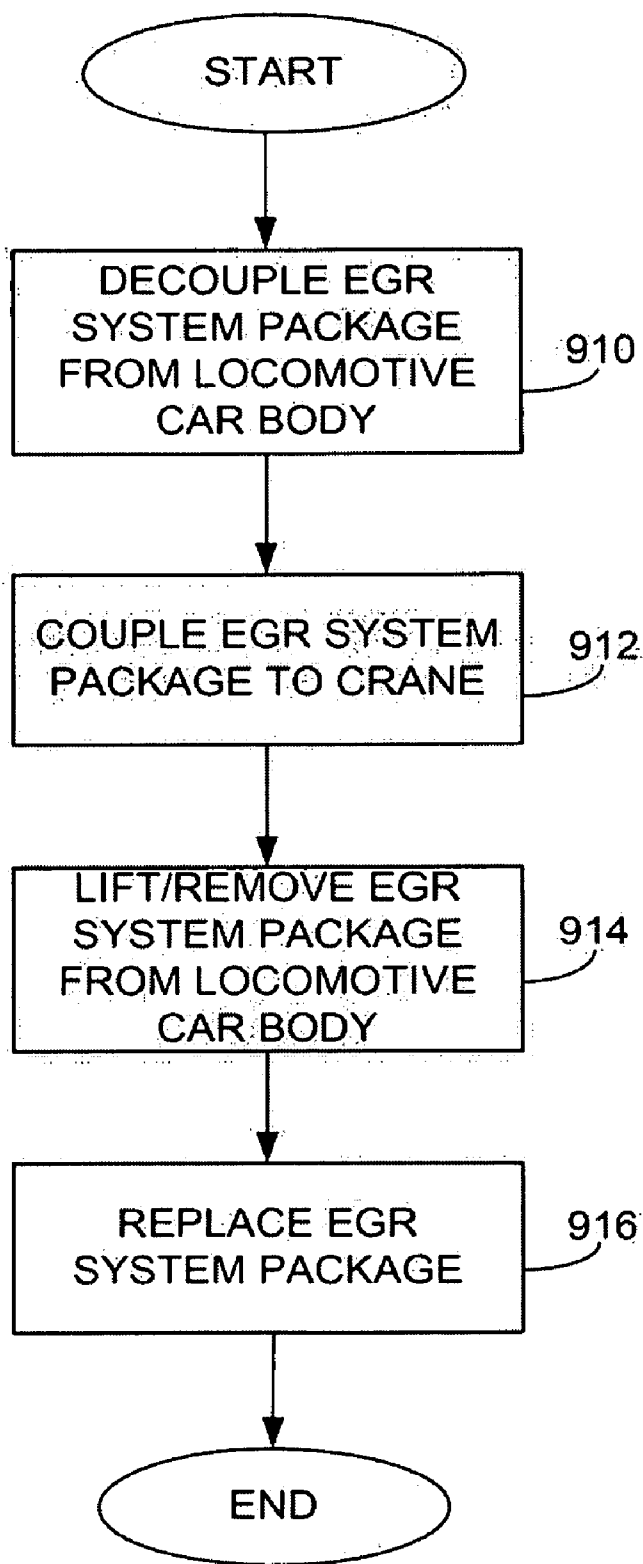 START
DECOUPLE EGR
SYSTEM PACKAGE
FROM LOCOMOTIVE
CAR BODY
910
COUPLE EGR SYSTEM
PACKAGE TO CRANE
912
LIFT/REMOVE EGR
SYSTEM PACKAGE
FROM LOCOMOTIVE
CAR BODY
914
REPLACE EGR
SYSTEM PACKAGE
916
END